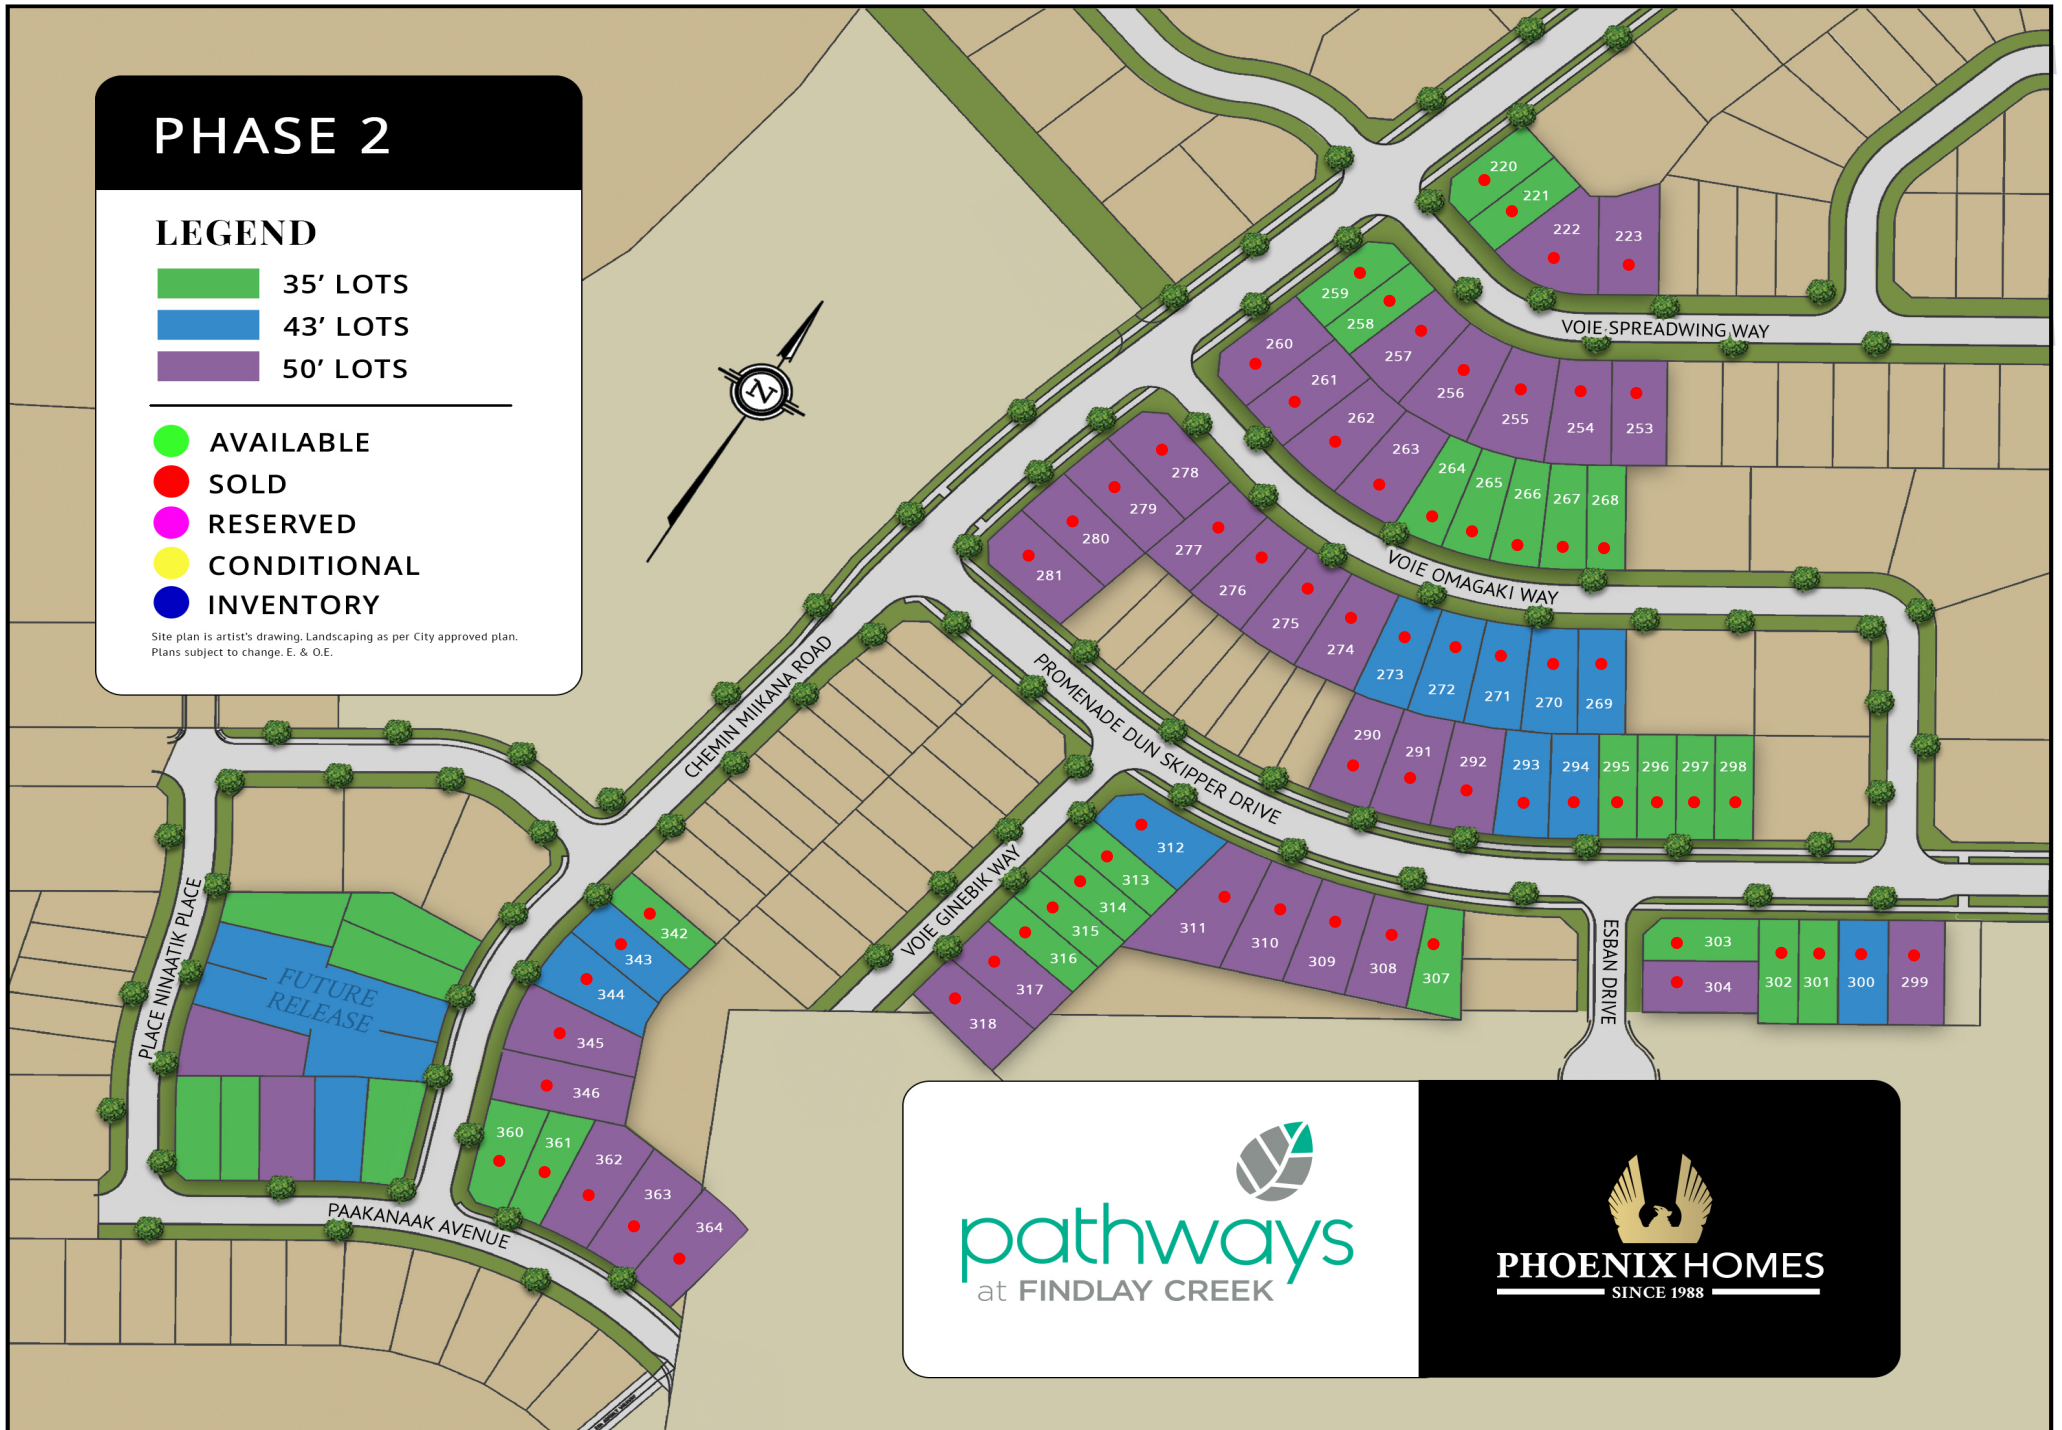 PHASE 2
LEGEND
35’ LOTS
43’ LOTS
50’ LOTS
AVAILABLE
SOLD
RESERVED
CONDITIONAL
INVENTORY
Site plan is artist’s drawing. Landscaping as per City approved plan.
Plans subject to change. E. & O.E.
N
220
221
222
223
VOIE SPREADWING WAY
259
258
257
256
255
254
253
260
261
262
263
264
265
266
267
268
VOIE OMAGAKI WAY
278
279
280
281
277
276
275
274
273
272
271
270
269
CHEMIN MIIKANA ROAD
PROMENADE DUN SKIPPER DRIVE
290
291
292
293
294
295
296
297
298
VOIE GINEBIK WAY
312
313
314
315
316
317
318
311
310
309
308
307
ESBAN DRIVE
303
304
302
301
300
299
PLACE NINAATIK PLACE
FUTURE
RELEASE
342
343
344
345
346
360
361
362
363
364
PAAKANAAK AVENUE
pathways
at FINDLAY CREEK
PHOENIX HOMES
SINCE 1988